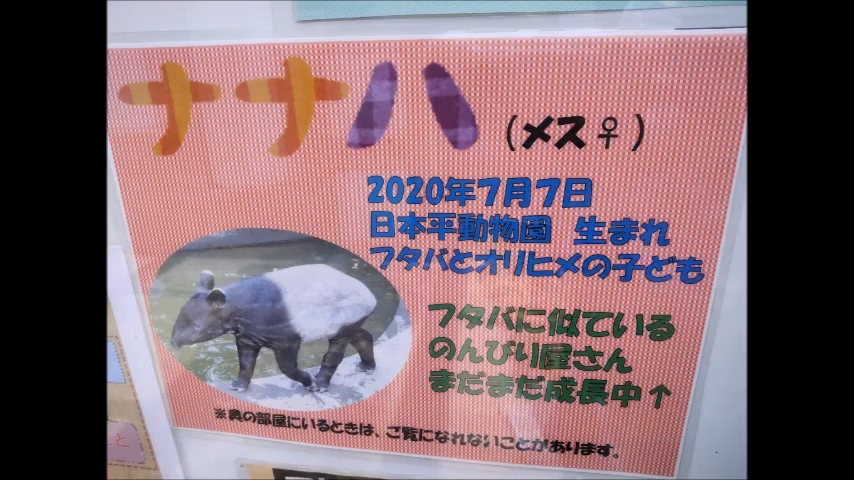 ナナハ (メス♀)
2020年7月7日
日本平動物園 生まれ
フタバとオリヒメの子ども
フタバに似ている
のんびり屋さん
まだまだ成長中↑
※奥の部屋にいるときは、ご覧になれないことがあります。